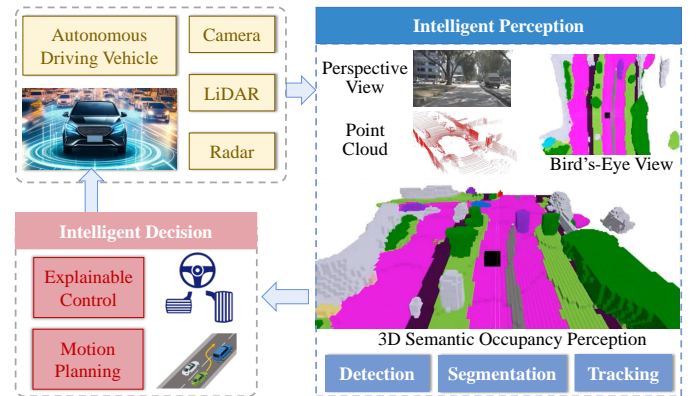 Autonomous
Driving Vehicle
Camera
LiDAR
Radar
Intelligent Perception
Perspective
View
Point
Cloud
Bird's-Eye View
3D Semantic Occupancy Perception
Detection
Segmentation
Tracking
Intelligent Decision
Explainable
Control
Motion
Planning